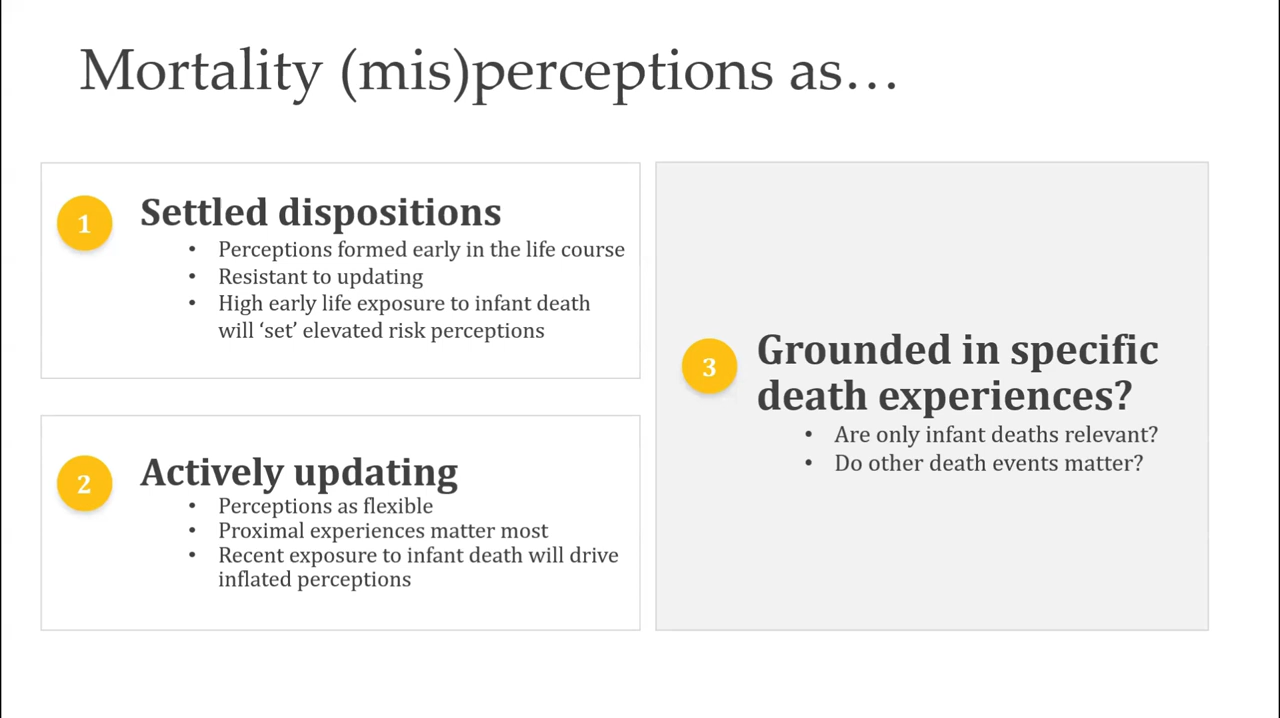 Mortality (mis)perceptions as…
1
Settled dispositions
• Perceptions formed early in the life course
• Resistant to updating
• High early life exposure to infant death
will ‘set’ elevated risk perceptions
2
Actively updating
• Perceptions as flexible
• Proximal experiences matter most
• Recent exposure to infant death will drive
inflated perceptions
3
Grounded in specific
death experiences?
• Are only infant deaths relevant?
• Do other death events matter?